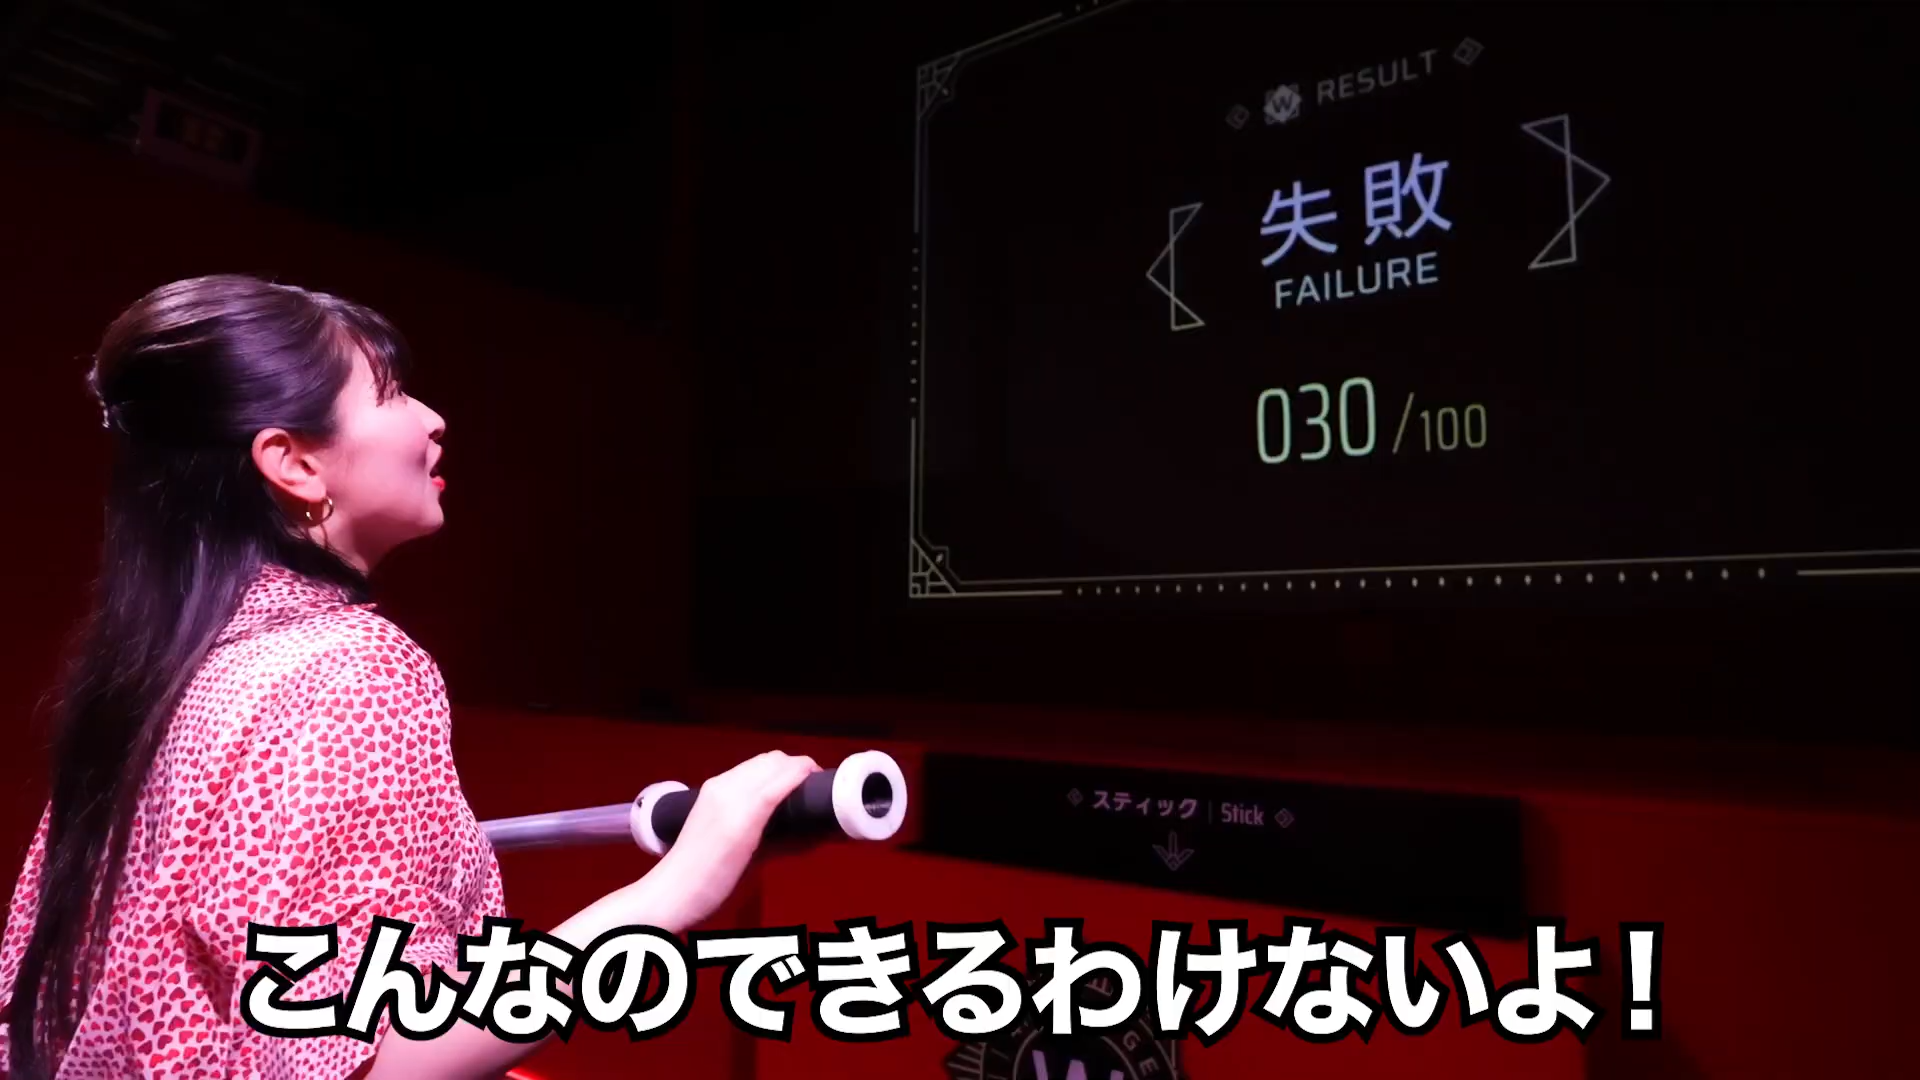 W RESULT
失敗
FAILURE
030/100
スティック | Stick
こんなのできるわけないよ！
W